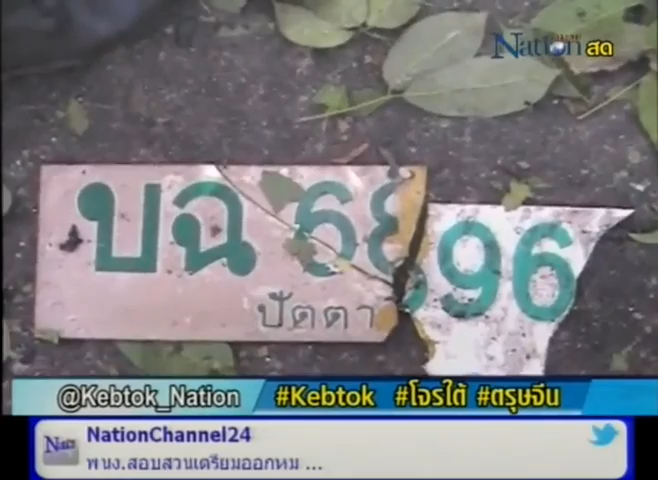 Nation สด
บฉ 6896
ปัตตานี
@Kebtok_Nation #Kebtok #โจรใต้ #ตรุษจีน
NationChannel24
พนง.สอบสวนเตรียมออกหม ...